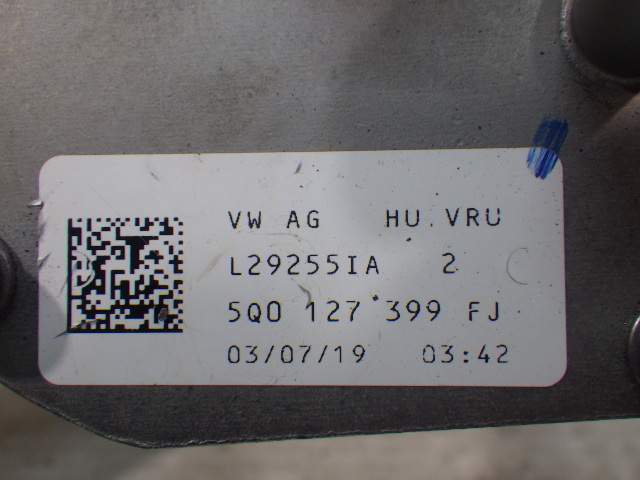 VW AG HU.VRU
L29255IA 2
5Q0 127 399 FJ
03/07/19 03:42